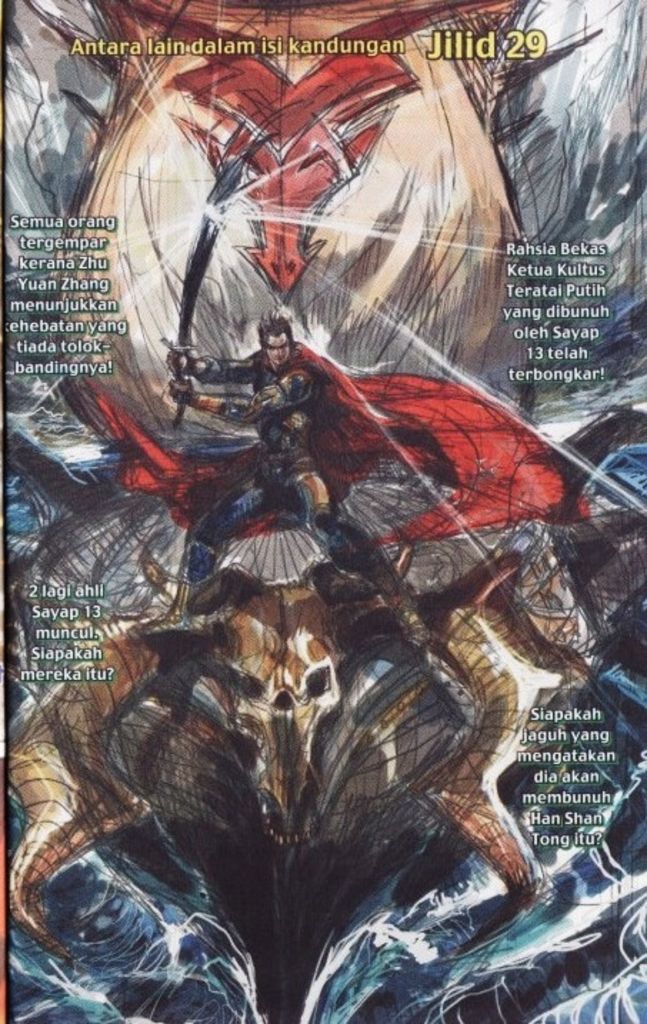 Antara lain dalam isi kandungan Jilid 29
Semua orang
tergempar
kerana Zhu
Yuan Zhang
menunjukkan
kehebatan yang
tiada tolok-
bandingnya!
Rahsia Bekas
Ketua Kultus
Teratai Putih
yang dibunuh
oleh Sayap
13 telah
terbongkar!
2 lagi ahli
Sayap 13
muncul.
Siapakah
mereka itu?
Siapakah
jaguh yang
mengatakan
dia akan
membunuh
Han Shan
Tong itu?